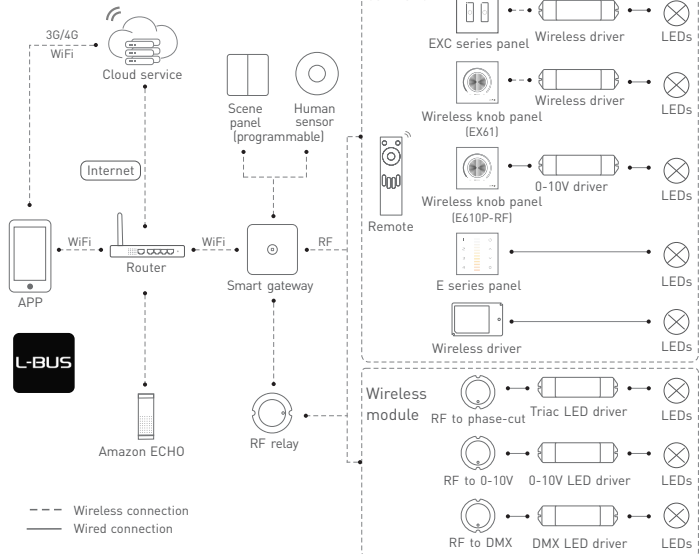 3G/4G
WiFi
Cloud service
Scene
panel
Human
sensor
(programmable)
Internet
WiFi
WiFi
RF
APP
Router
Smart gateway
L-BUS
Amazon ECHO
RF relay
Wireless connection
Wired connection
EXC series panel
Wireless driver
LEDs
Wireless knob panel
(EX61)
Wireless driver
LEDs
Remote
Wireless knob panel
(E610P-RF)
0-10V driver
LEDs
E series panel
LEDs
Wireless driver
LEDs
Wireless
module
RF to phase-cut
Triac LED driver
LEDs
RF to 0-10V
0-10V LED driver
LEDs
RF to DMX
DMX LED driver
LEDs